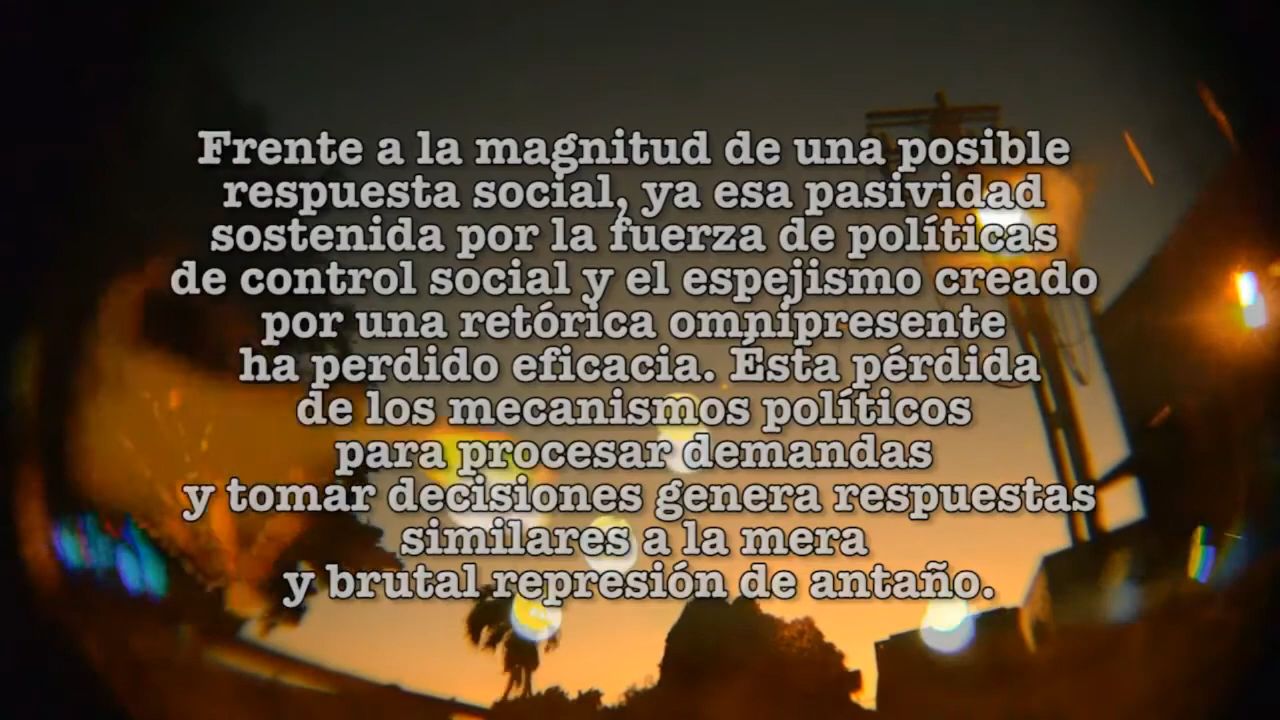 Frente a la magnitud de una posible
respuesta social, ya esa pasividad
sostenida por la fuerza de políticas
de control social y el espejismo creado
por una retórica omnipresente
ha perdido eficacia. Ésta pérdida
de los mecanismos políticos
para procesar demandas
y tomar decisiones genera respuestas
similares a la mera
y brutal represión de antaño.